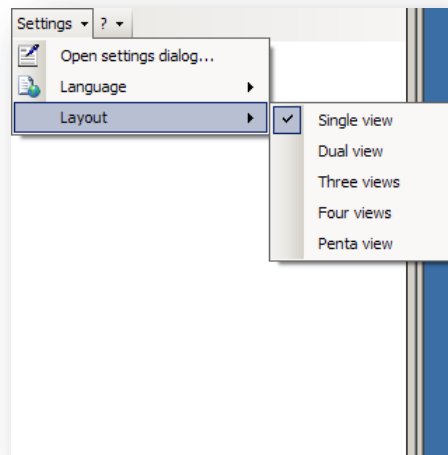 Settings ?
Open settings dialog...
Language
Layout
Single view
Dual view
Three views
Four views
Penta view